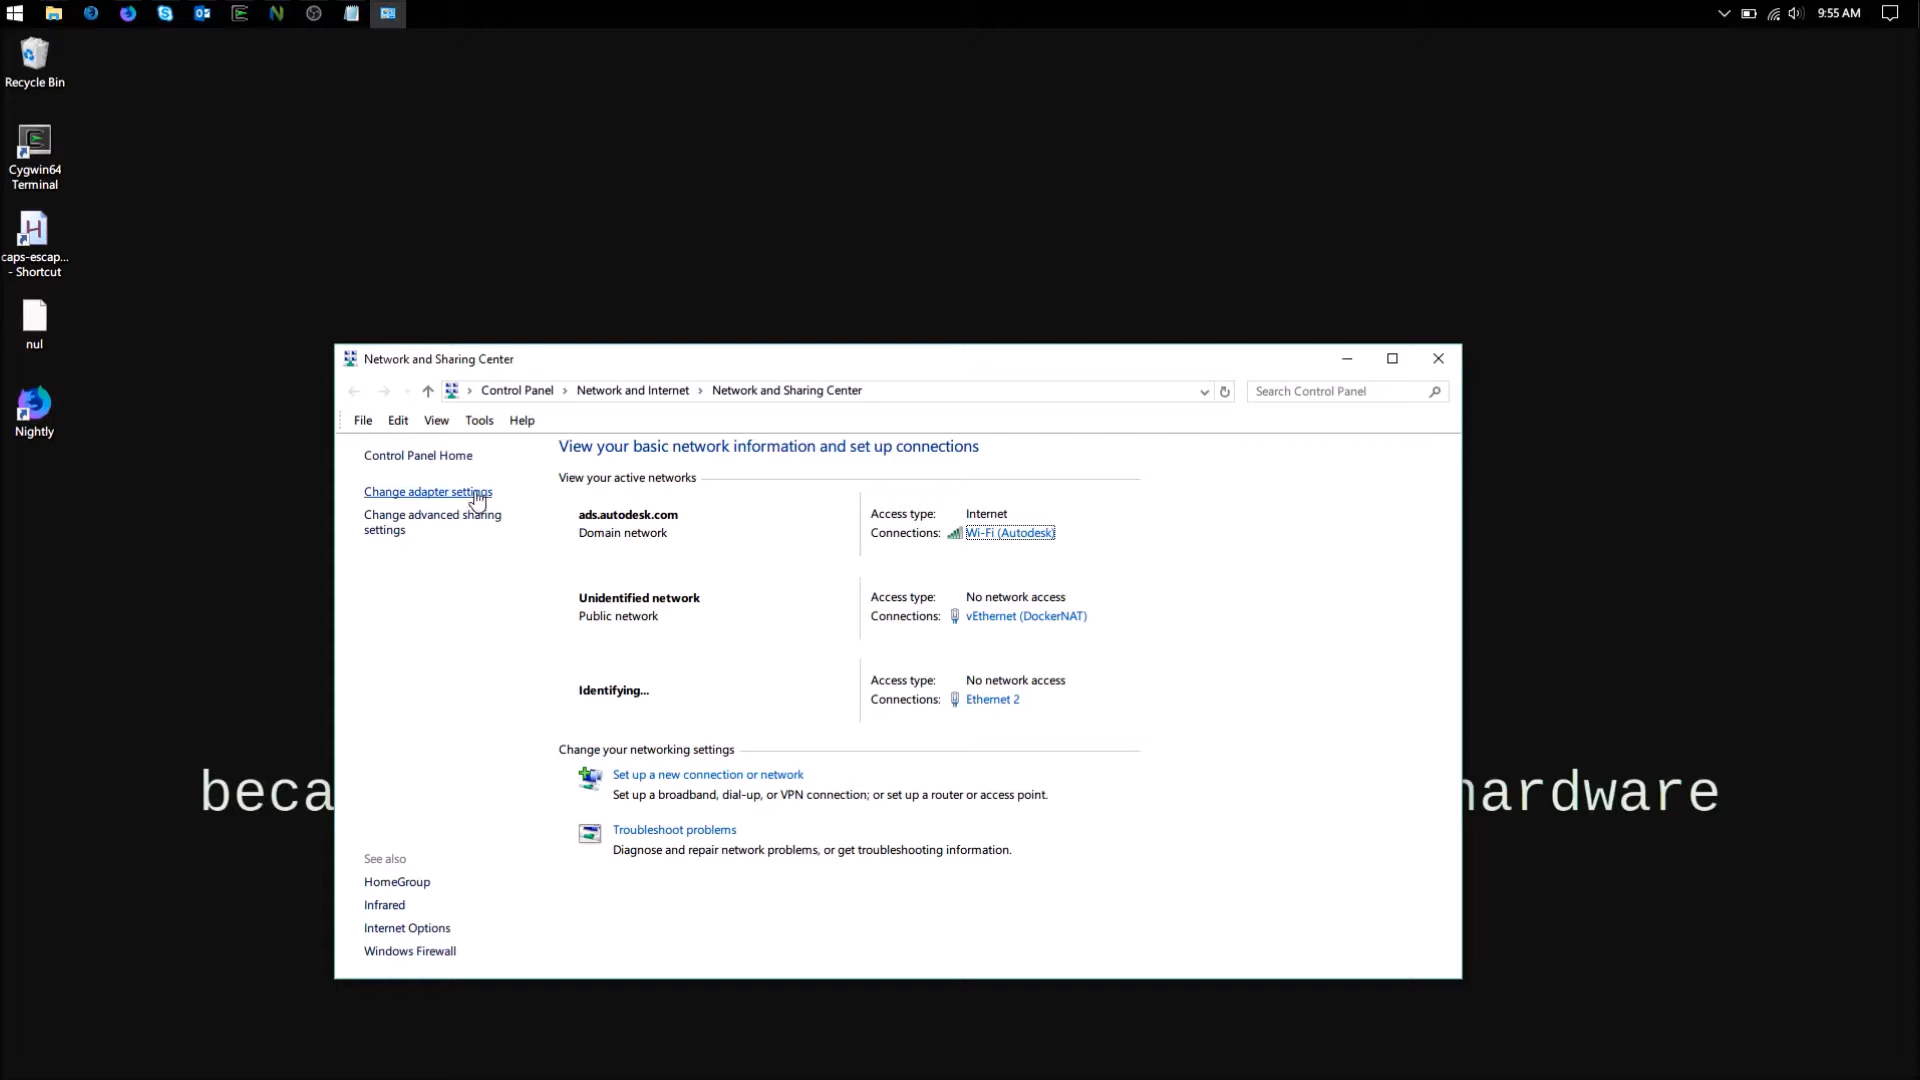 9:55 AM
Recycle Bin
Cygwin64
Terminal
caps-escap...
- Shortcut
nul
Nightly
Network and Sharing Center
Control Panel > Network and Internet > Network and Sharing Center
Search Control Panel
File Edit View Tools Help
Control Panel Home
Change adapter settings
Change advanced sharing
settings
View your basic network information and set up connections
View your active networks
ads.autodesk.com
Domain network
Access type: Internet
Connections: Wi-Fi (Autodesk)
Unidentified network
Public network
Access type: No network access
Connections: vEthernet (DockerNAT)
Identifying...
Access type: No network access
Connections: Ethernet 2
Change your networking settings
Set up a new connection or network
Set up a broadband, dial-up, or VPN connection; or set up a router or access point.
Troubleshoot problems
Diagnose and repair network problems, or get troubleshooting information.
See also
HomeGroup
Infrared
Internet Options
Windows Firewall
beca
hardware